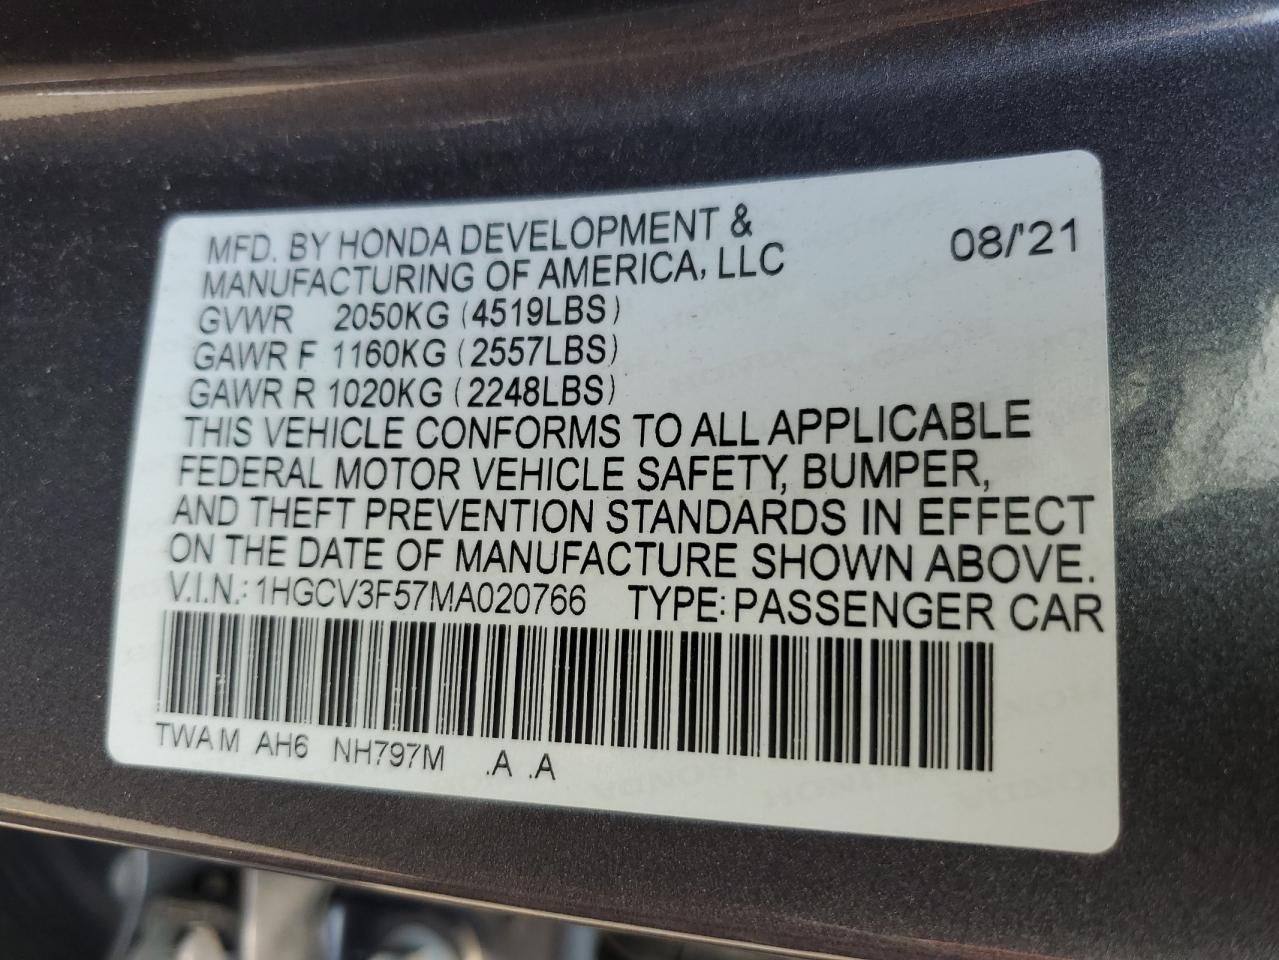 MFD. BY HONDA DEVELOPMENT & 08/'21
MANUFACTURING OF AMERICA, LLC
GVWR 2050KG (4519LBS)
GAWR F 1160KG (2557LBS)
GAWR R 1020KG (2248LBS)
THIS VEHICLE CONFORMS TO ALL APPLICABLE
FEDERAL MOTOR VEHICLE SAFETY, BUMPER,
AND THEFT PREVENTION STANDARDS IN EFFECT
ON THE DATE OF MANUFACTURE SHOWN ABOVE.
V.I.N.: 1HGCV3F57MA020766 TYPE: PASSENGER CAR
TWAM AH6 NH797M .A .A